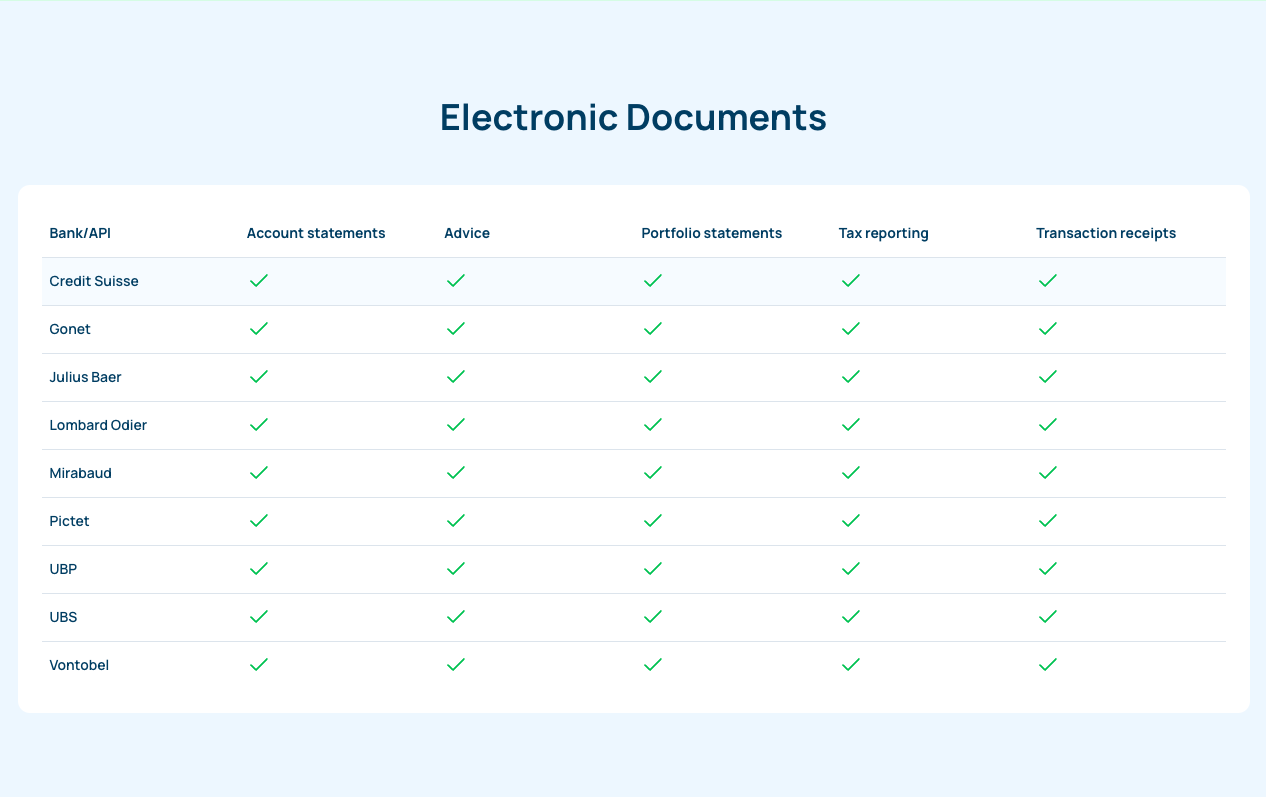 Electronic Documents
Bank/API Account statements Advice Portfolio statements Tax reporting Transaction receipts
Credit Suisse
Gonet
Julius Baer
Lombard Odier
Mirabaud
Pictet
UBP
UBS
Vontobel